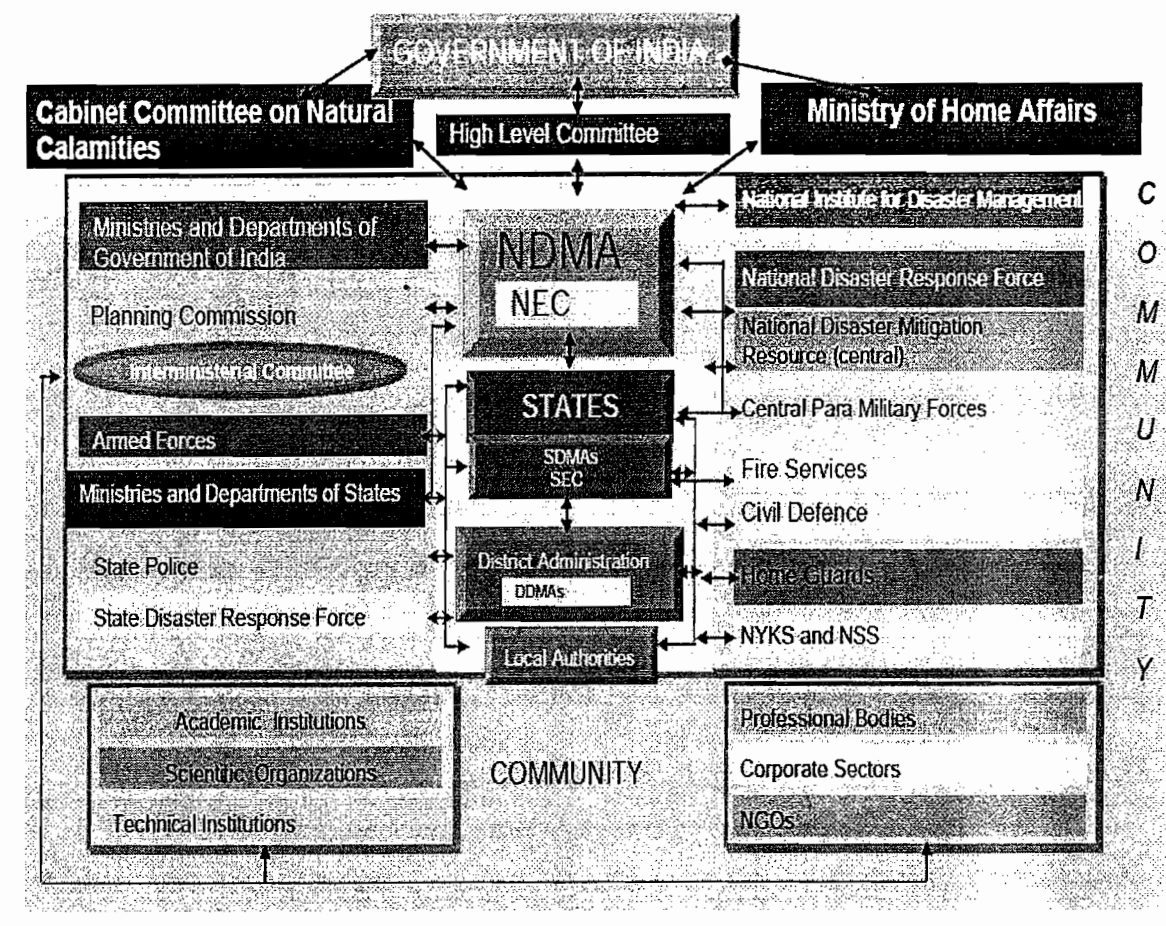 GOVERNMENT OF INDIA
Cabinet Committee on Natural
Calamities
High Level Committee
Ministry of Home Affairs
Ministries and Departments of
Government of India
Planning Commission
Interministerial Committee
Armed Forces
Ministries and Departments of States
State Police
State Disaster Response Force
NDMA
NEC
STATES
SDMAs
SEC
District Administration
DDMAs
Local Authorities
National Institute for Disaster Management
National Disaster Response Force
National Disaster Mitigation
Resource (central)
Central Para Military Forces
Fire Services
Civil Defence
Home Guards
NYKS and NSS
C
O
M
M
U
N
I
T
Y
Academic Institutions
Scientific Organizations
Technical Institutions
COMMUNITY
Professional Bodies
Corporate Sectors
NGOs